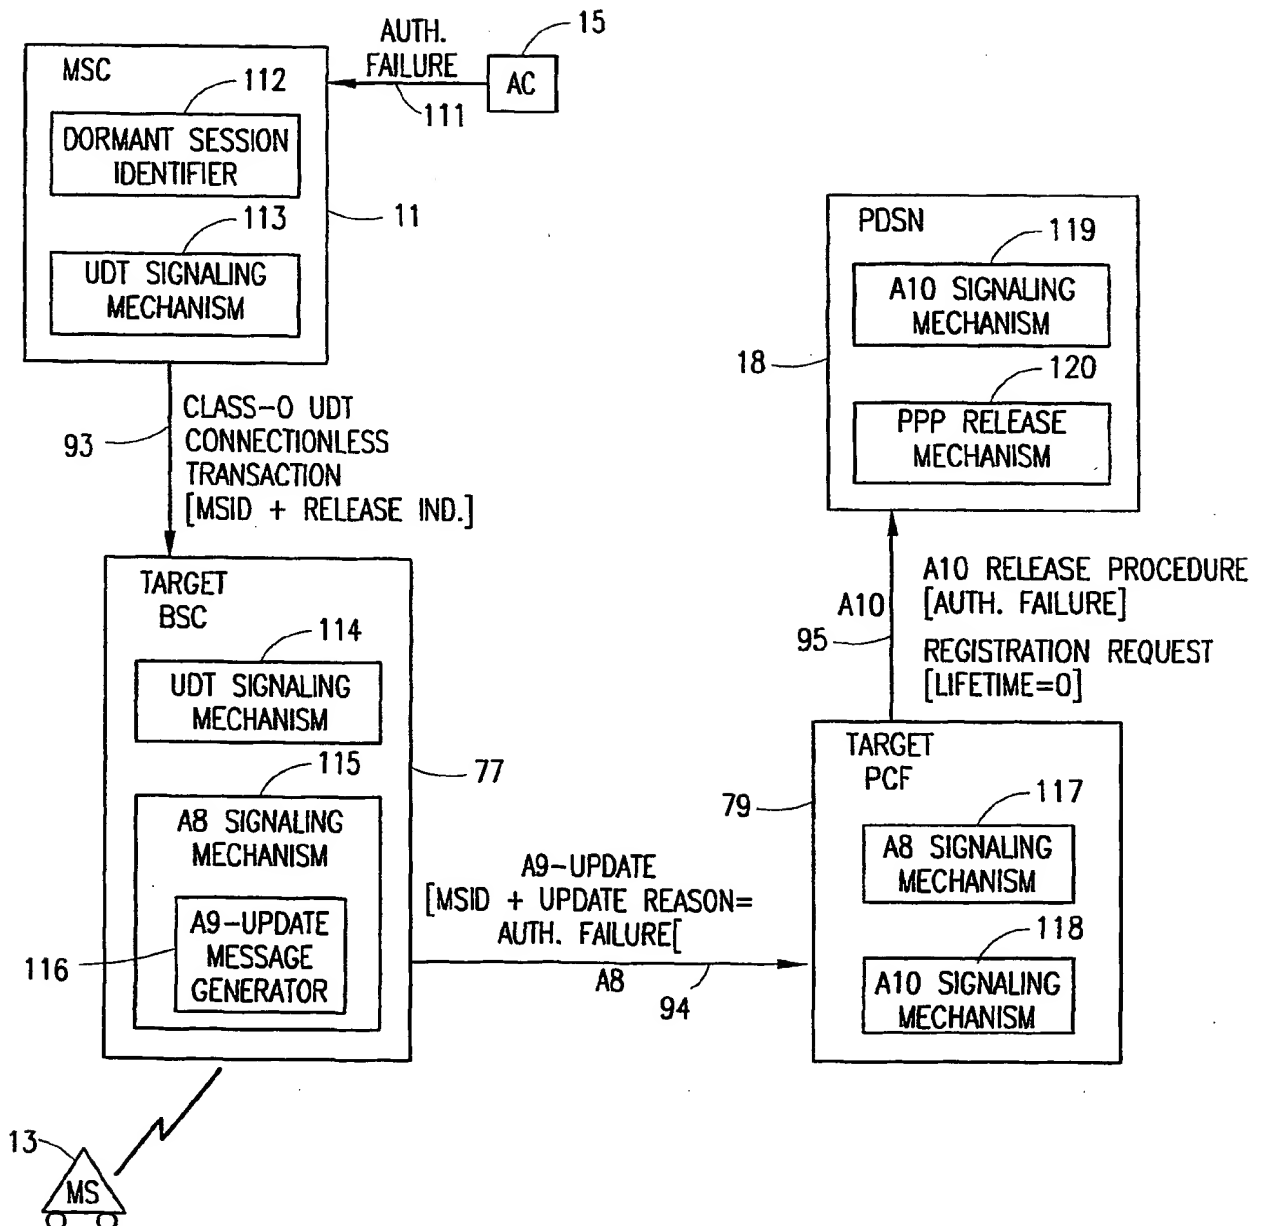 15
AUTH.
FAILURE
AC
111
MSC
112
DORMANT SESSION
IDENTIFIER
11
113
UDT SIGNALING
MECHANISM
93
CLASS-0 UDT
CONNECTIONLESS
TRANSACTION
[MSID + RELEASE IND.]
PDSN
119
A10 SIGNALING
MECHANISM
18
120
PPP RELEASE
MECHANISM
TARGET
BSC
114
UDT SIGNALING
MECHANISM
115
77
A8 SIGNALING
MECHANISM
A9-UPDATE
MESSAGE
GENERATOR
116
A10
95
A10 RELEASE PROCEDURE
[AUTH. FAILURE]
REGISTRATION REQUEST
[LIFETIME=0]
A9-UPDATE
[MSID + UPDATE REASON=
AUTH. FAILURE[
A8
94
TARGET
PCF
79
117
A8 SIGNALING
MECHANISM
118
A10 SIGNALING
MECHANISM
13
MS